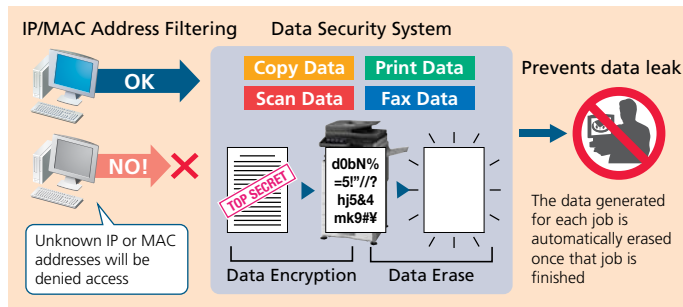 IP/MAC Address Filtering
Data Security System
OK
Copy Data
Print Data
Scan Data
Fax Data
Prevents data leak
NO!
TOP SECRET
d0bN%
=5!"//?
hj5&4
mk9#¥
Unknown IP or MAC
addresses will be
denied access
Data Encryption
Data Erase
The data generated
for each job is
automatically erased
once that job is
finished